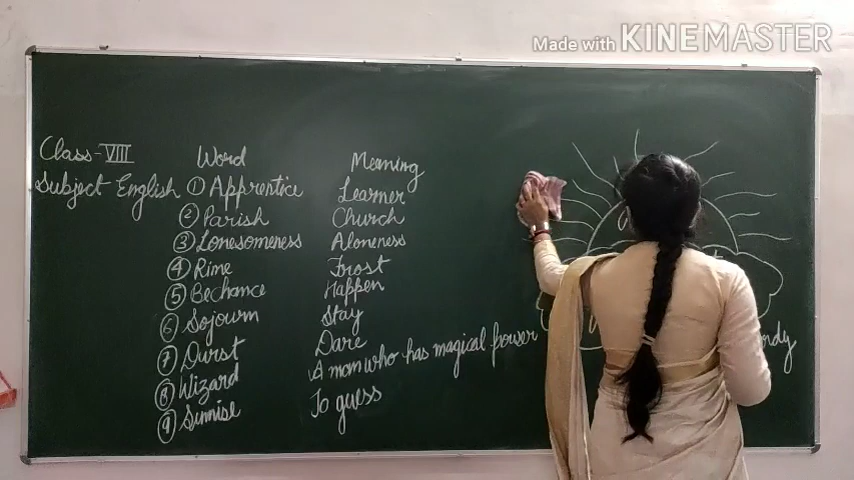 Made with KINEMASTER
Class-VIII Word Meaning
Subject English ① Apprentice Learner
② Parish Church
③ Lonesomeness Aloneness
④ Rime Frost
⑤ Bechance Happen
⑥ Sojourn Stay
⑦ Durst Dare
⑧ Wizard A man who has magical power
⑨ Surmise To guess